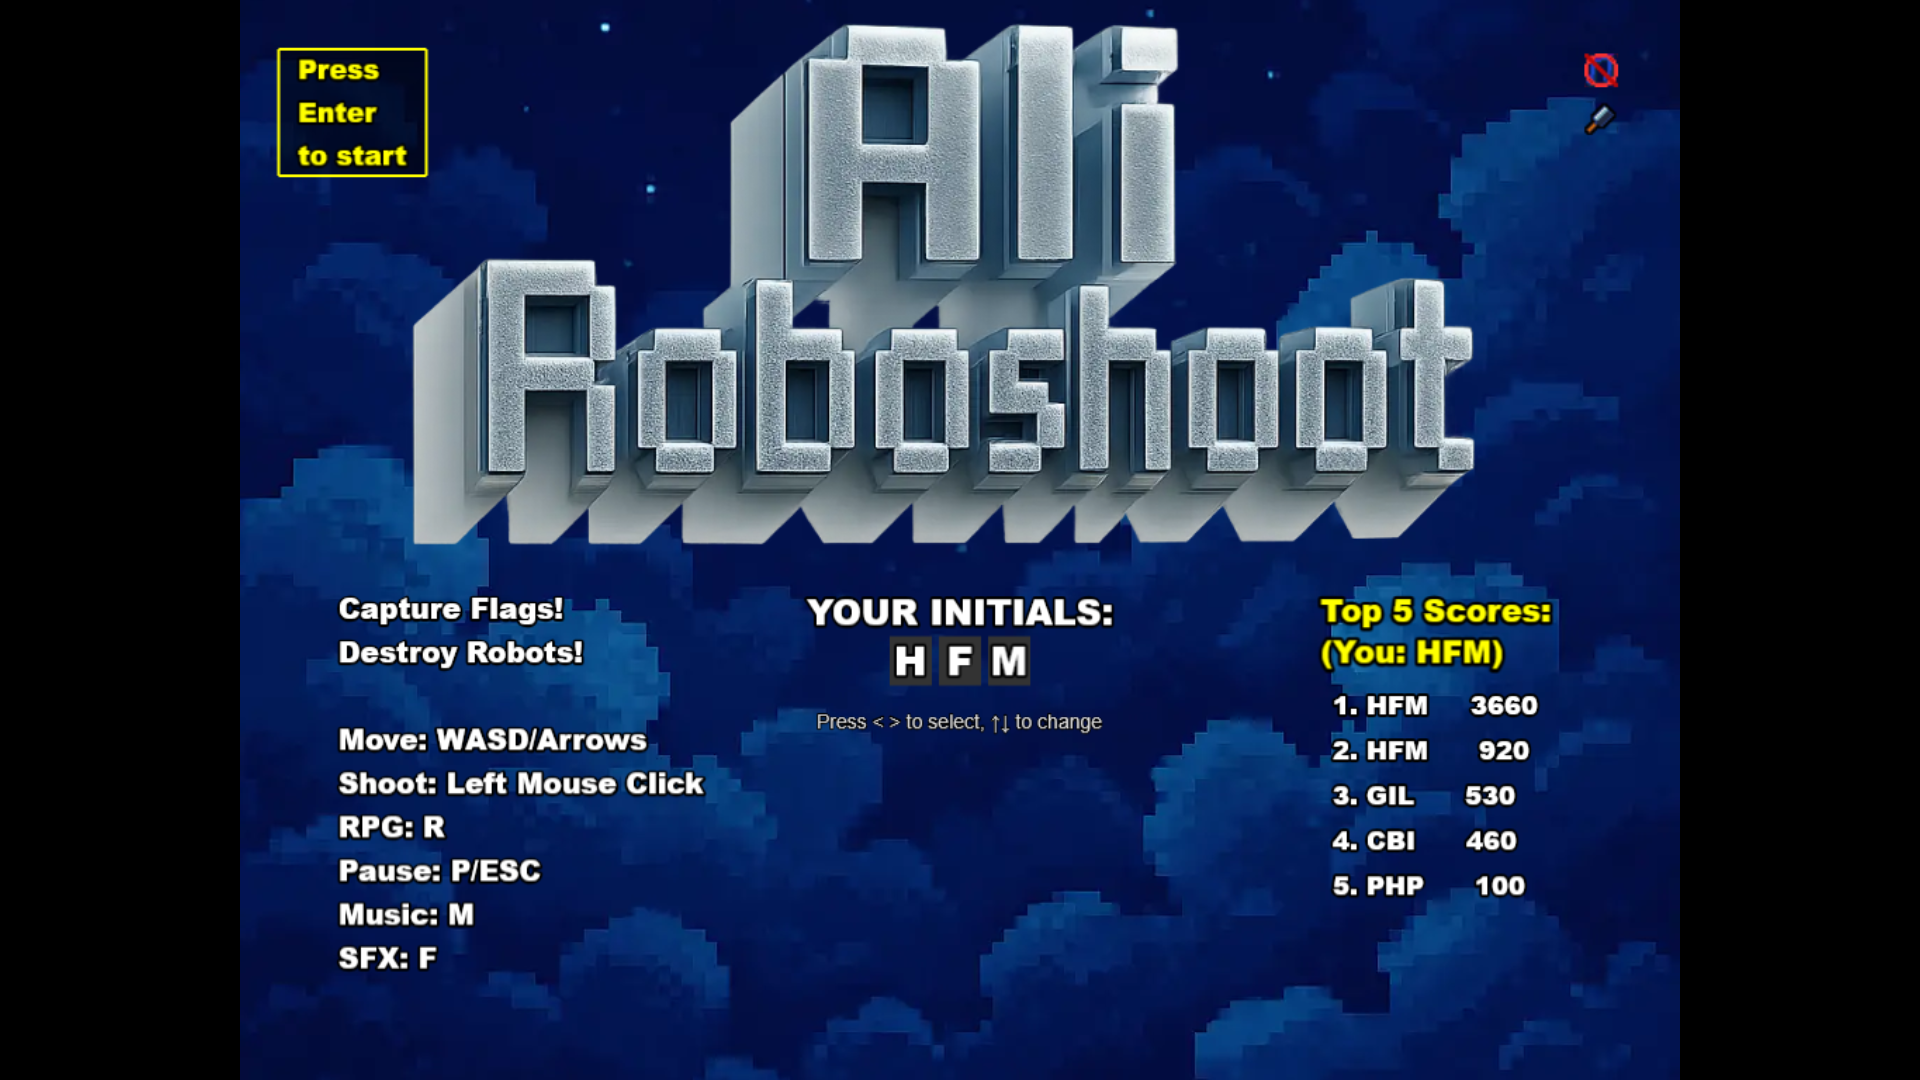 Press
Enter
to start
Ali
Roboshoot
Capture Flags!
Destroy Robots!
Move: WASD/Arrows
Shoot: Left Mouse Click
RPG: R
Pause: P/ESC
Music: M
SFX: F
YOUR INITIALS:
H F M
Press < > to select, ↑↓ to change
Top 5 Scores:
(You: HFM)
1. HFM 3660
2. HFM 920
3. GIL 530
4. CBI 460
5. PHP 100